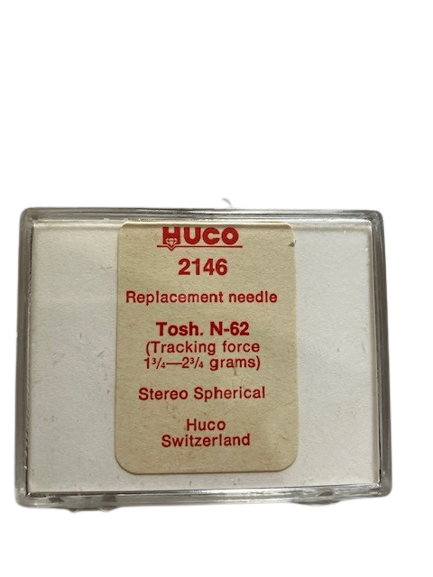 HUCO
2146
Replacement needle
Tosh. N-62
(Tracking force
1¾—2¾ grams)
Stereo Spherical
Huco
Switzerland